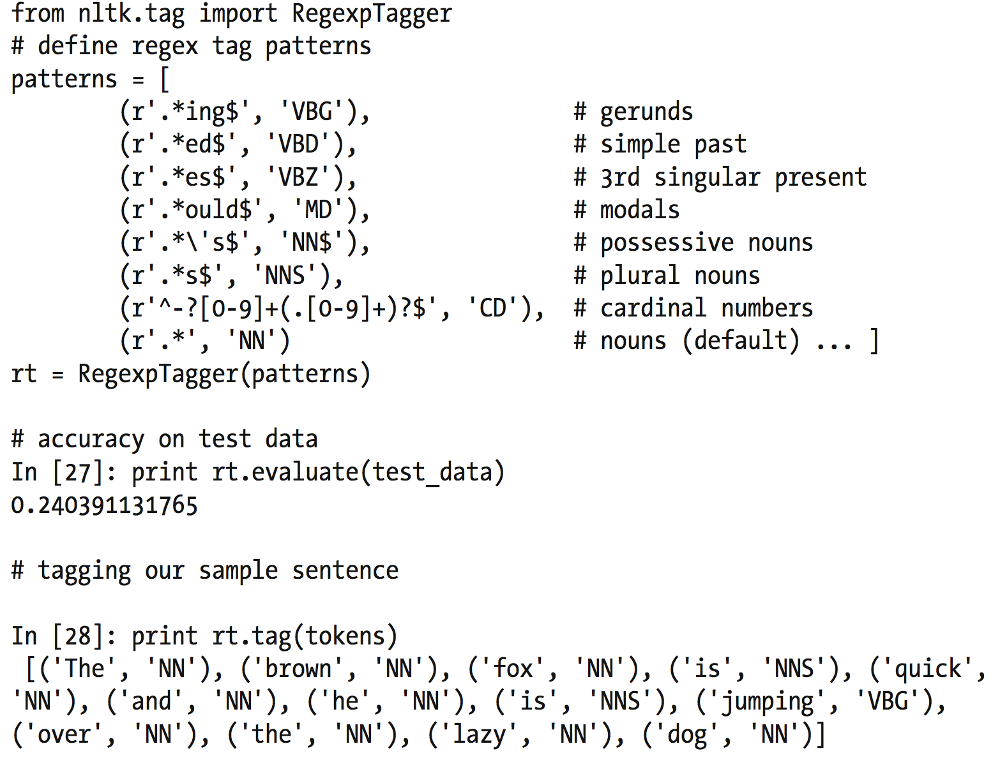 from nltk.tag import RegexpTagger
# define regex tag patterns
patterns = [
        (r'.*ing$', 'VBG'),               # gerunds
        (r'.*ed$', 'VBD'),                # simple past
        (r'.*es$', 'VBZ'),                # 3rd singular present
        (r'.*ould$', 'MD'),               # modals
        (r'.*\'s$', 'NN$'),               # possessive nouns
        (r'.*s$', 'NNS'),                 # plural nouns
        (r'^-?[0-9]+(.[0-9]+)?$', 'CD'),  # cardinal numbers
        (r'.*', 'NN')                     # nouns (default) ... ]
rt = RegexpTagger(patterns)

# accuracy on test data
In [27]: print rt.evaluate(test_data)
0.240391131765

# tagging our sample sentence

In [28]: print rt.tag(tokens)
 [('The', 'NN'), ('brown', 'NN'), ('fox', 'NN'), ('is', 'NNS'), ('quick',
'NN'), ('and', 'NN'), ('he', 'NN'), ('is', 'NNS'), ('jumping', 'VBG'),
('over', 'NN'), ('the', 'NN'), ('lazy', 'NN'), ('dog', 'NN')]